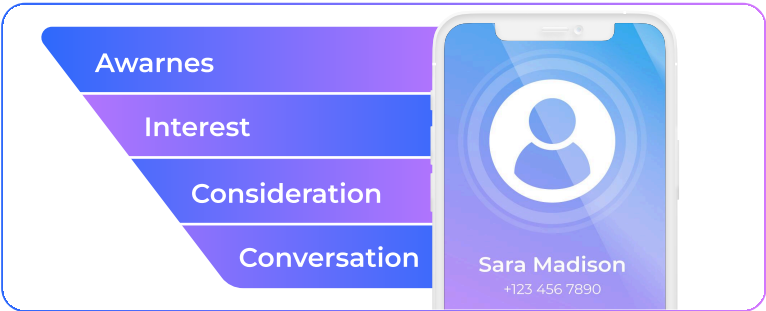 Awarnes
Interest
Consideration
Conversation
Sara Madison
+123 456 7890